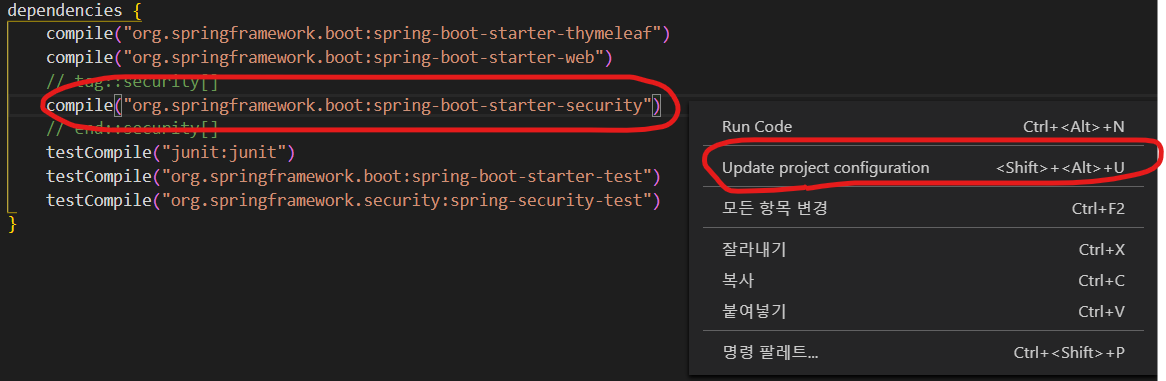 dependencies {
compile("org.springframework.boot:spring-boot-starter-thymeleaf")
compile("org.springframework.boot:spring-boot-starter-web")
// tag::security[]
compile("org.springframework.boot:spring-boot-starter-security")
// end::security[]
testCompile("junit:junit")
testCompile("org.springframework.boot:spring-boot-starter-test")
testCompile("org.springframework.security:spring-security-test")
}
Run Code Ctrl+<Alt>+N
Update project configuration <Shift>+<Alt>+U
모든 항목 변경 Ctrl+F2
잘라내기 Ctrl+X
복사 Ctrl+C
붙여넣기 Ctrl+V
명령 팔레트... Ctrl+<Shift>+P